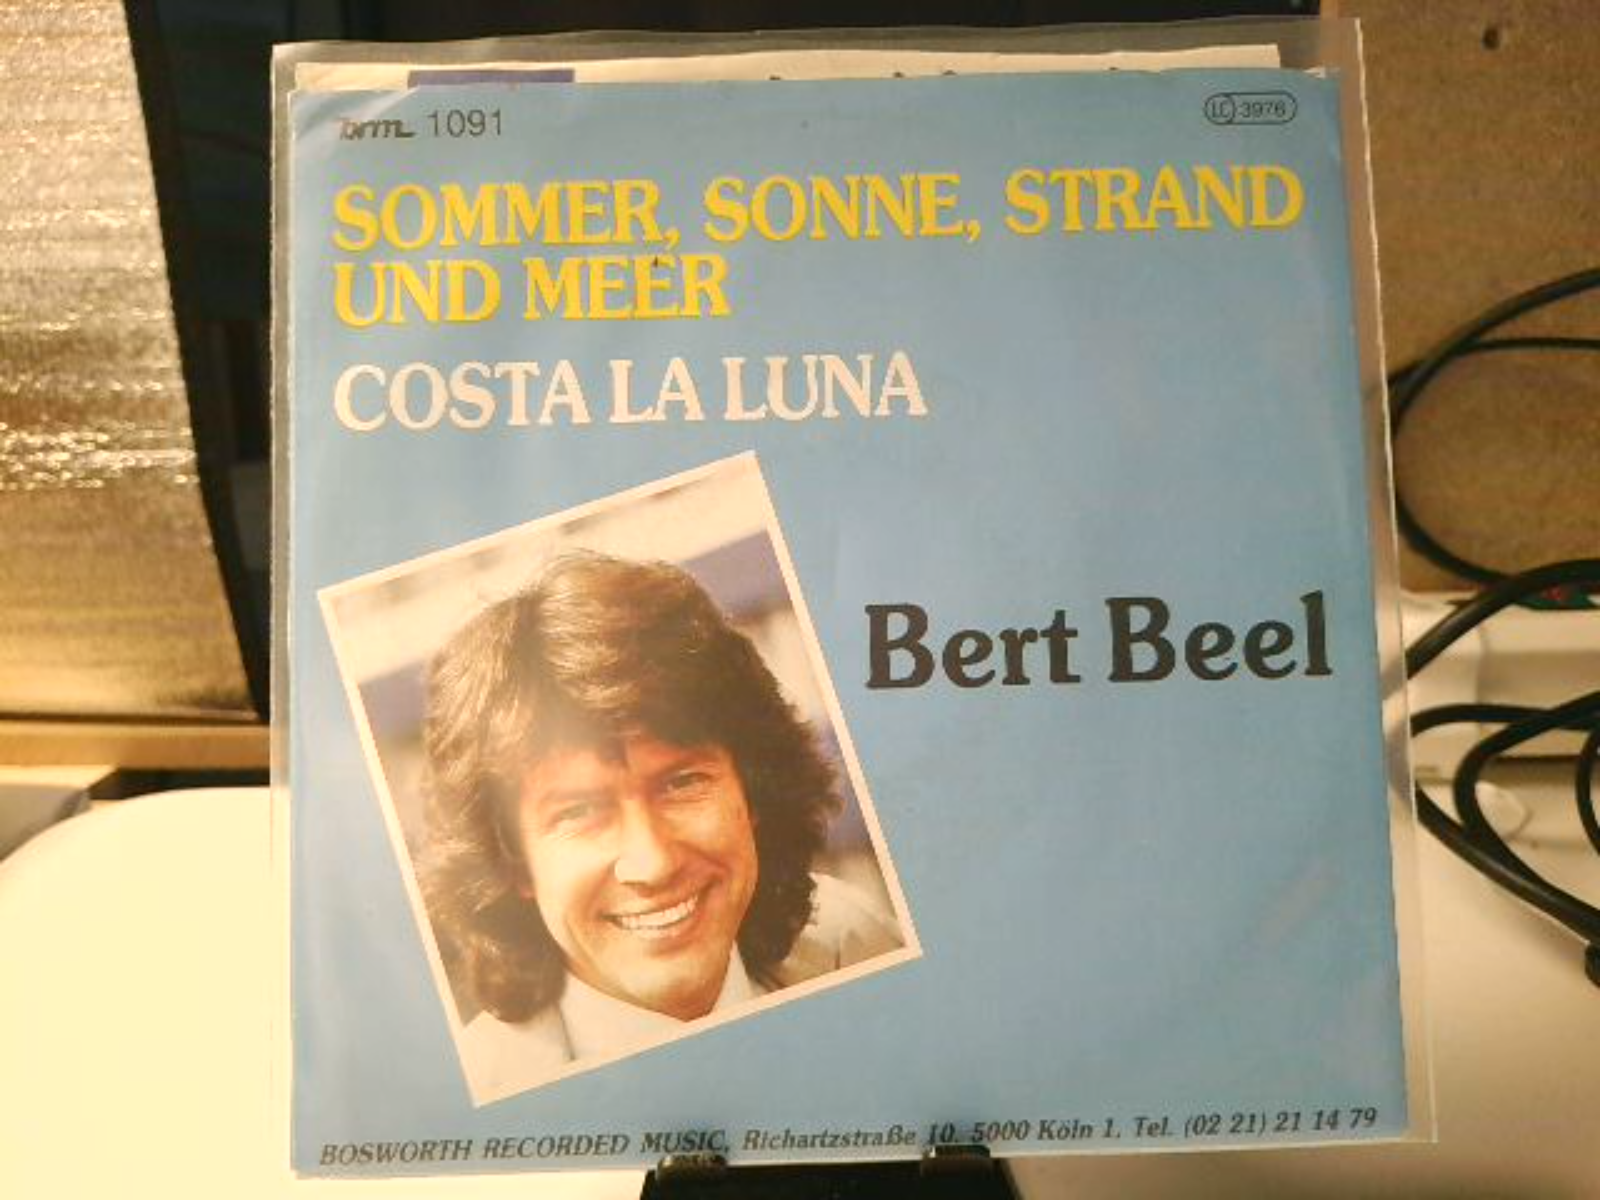 brm 1091
LC 3976
SOMMER, SONNE, STRAND
UND MEER
COSTA LA LUNA
Bert Beel
BOSWORTH RECORDED MUSIC, Richartzstraße 10, 5000 Köln 1, Tel. (02 21) 21 14 79